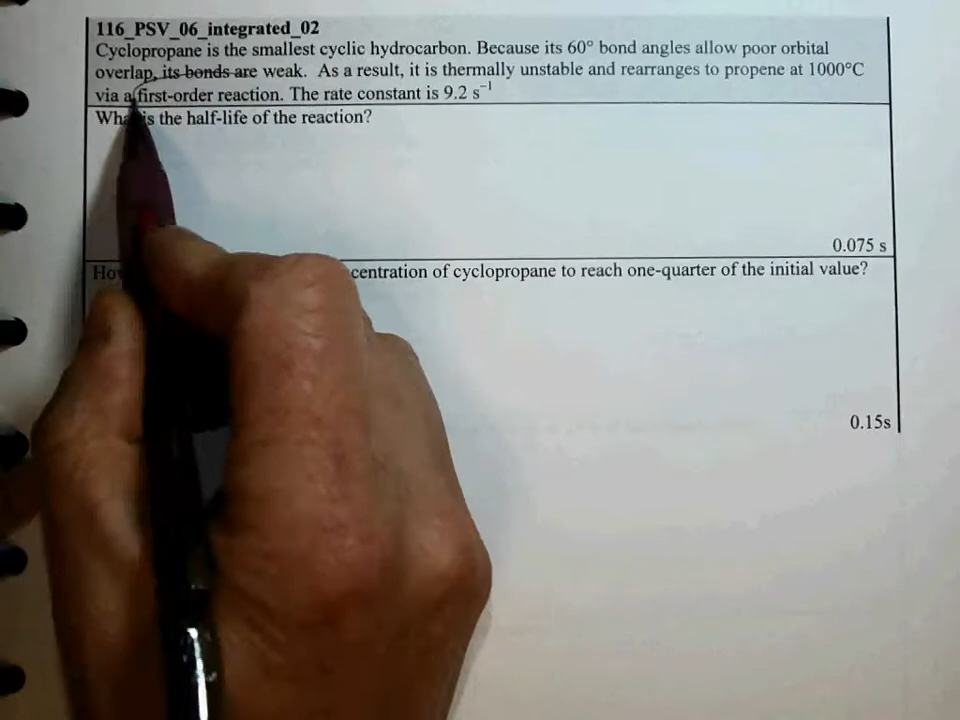 116_PSV_06_integrated_02
Cyclopropane is the smallest cyclic hydrocarbon. Because its 60° bond angles allow poor orbital
overlap, its bonds are weak. As a result, it is thermally unstable and rearranges to propene at 1000°C
via a first-order reaction. The rate constant is 9.2 s⁻¹
is the half-life of the reaction?
0.075 s
of cyclopropane to reach one-quarter of the initial value?
0.15s